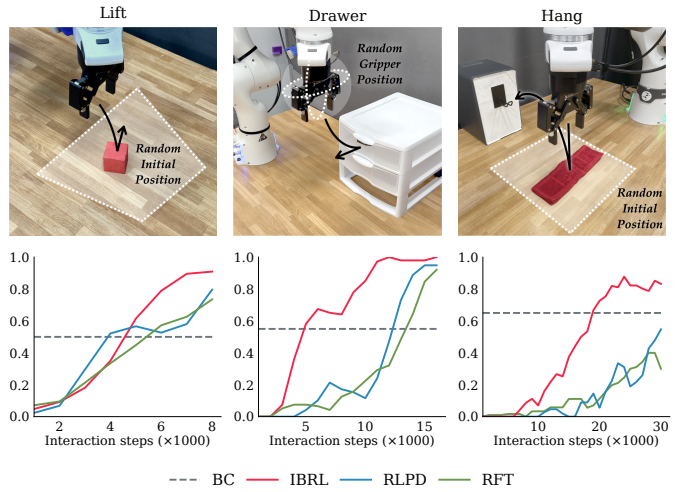 Lift
Drawer
Hang
Random
Initial
Position
Random
Gripper
Position
Random
Initial
Position
1.0
0.8
0.6
0.4
0.2
0.0
2
4
6
8
Interaction steps (×1000)
1.0
0.8
0.6
0.4
0.2
0.0
5
10
15
Interaction steps (×1000)
1.0
0.8
0.6
0.4
0.2
0.0
10
20
30
Interaction steps (×1000)
BC
IBRL
RLPD
RFT